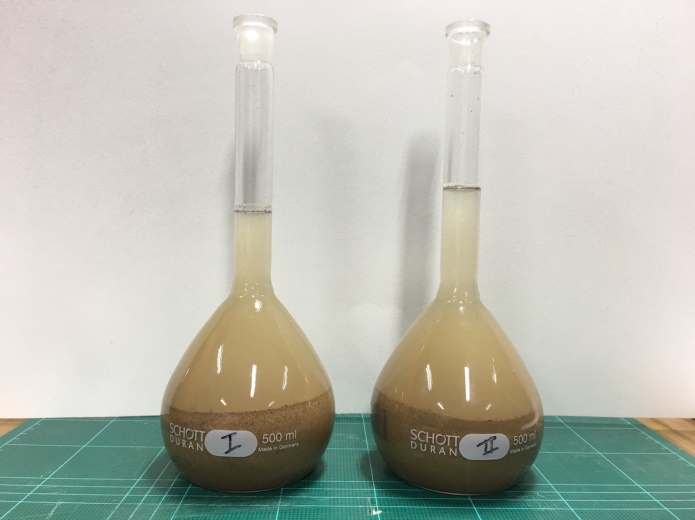 SCHOTT
DURAN
I
500 ml
Made in Germany
SCHOTT
DURAN
II
500 ml
Made in Germany